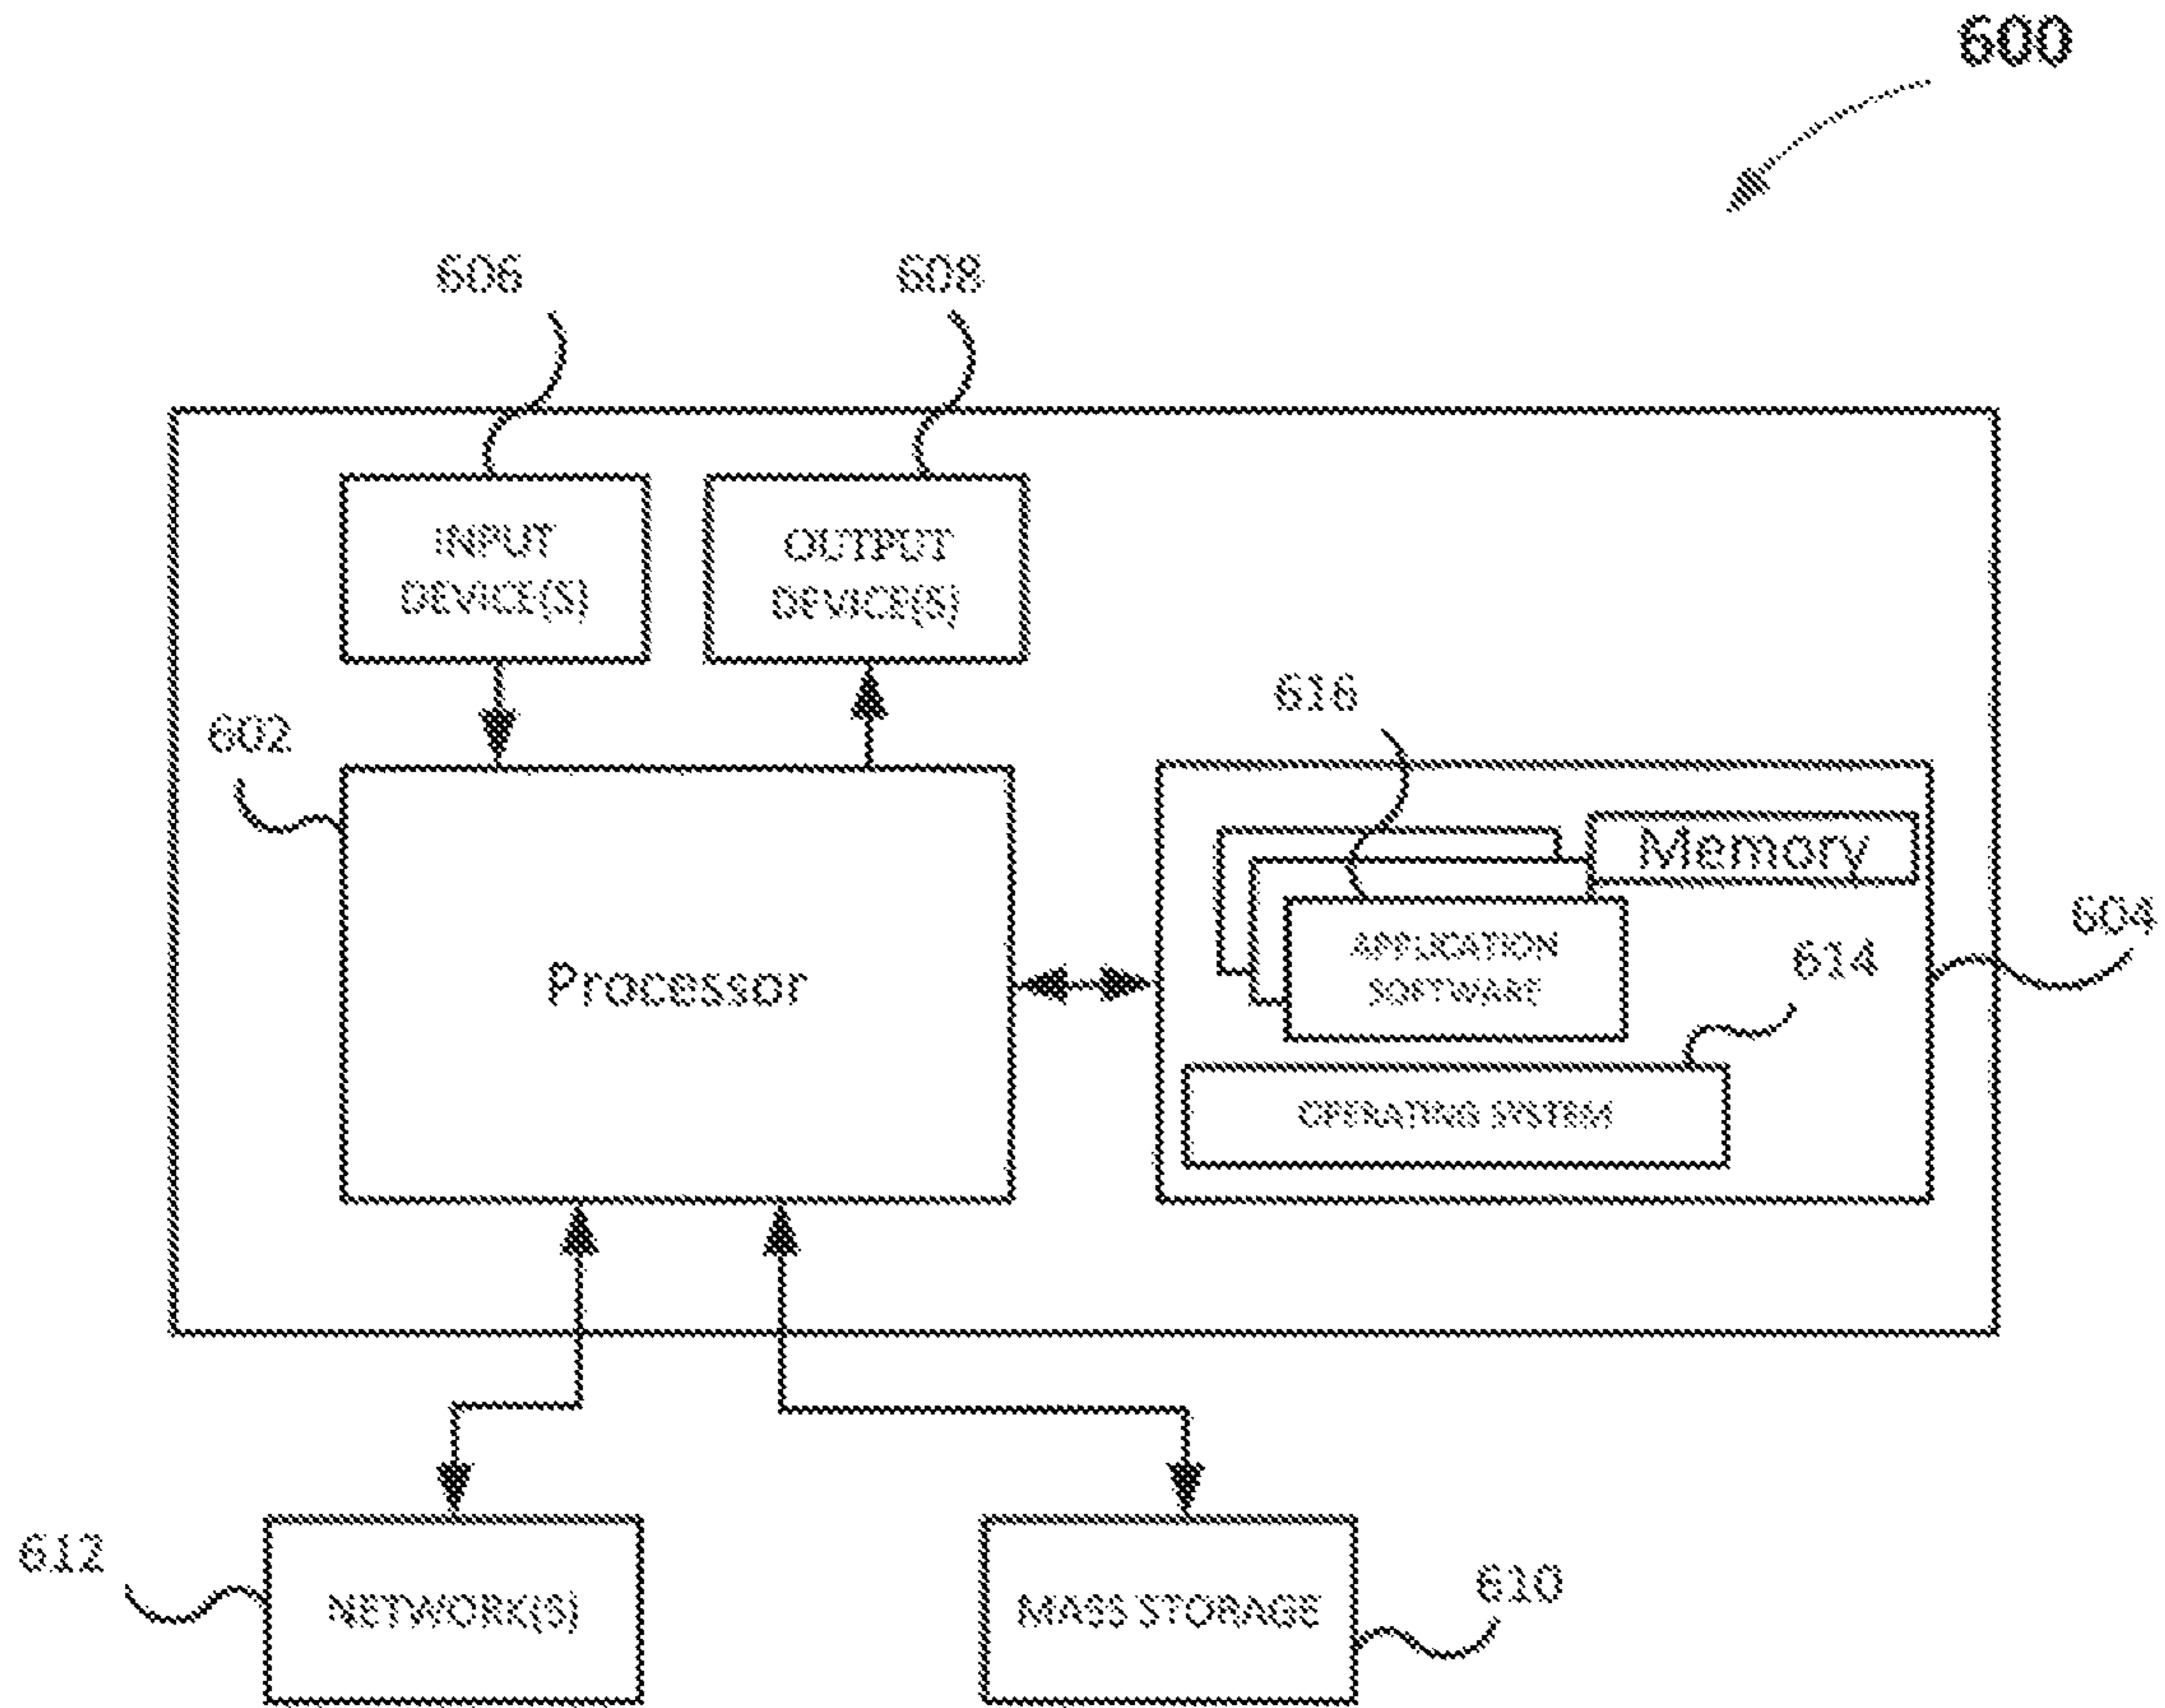 600
606
608
INPUT
DEVICE(S)
OUTPUT
DEVICE(S)
602
616
Memory
604
APPLICATION
SOFTWARE
614
Processor
OPERATING SYSTEM
612
NETWORK(S)
MASS STORAGE
610